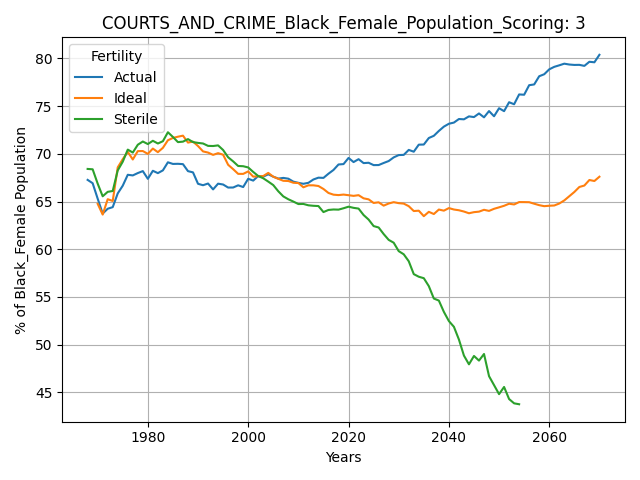 COURTS_AND_CRIME_Black_Female_Population_Scoring: 3
Fertility
Actual
Ideal
Sterile
% of Black_Female Population
80
75
70
65
60
55
50
45
1980
2000
2020
2040
2060
Years